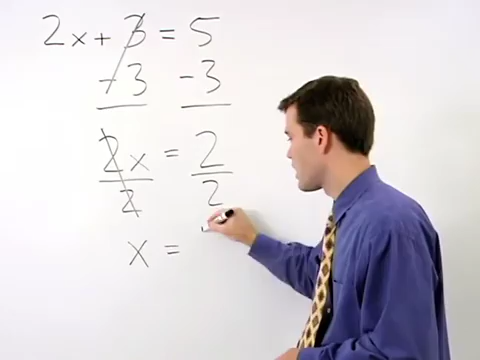 2x + 3 = 5
-3 -3
2x = 2
2 2
x =